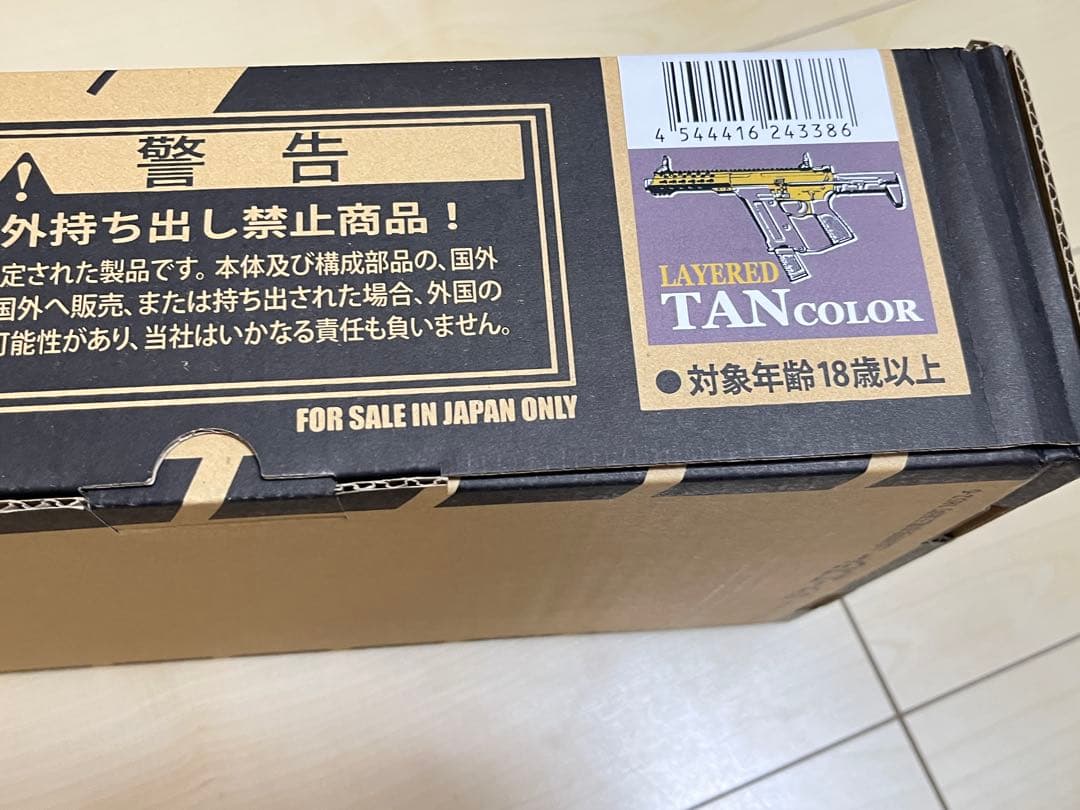 警告
外持ち出し禁止商品！
定された製品です。本体及び構成部品の、国外
国外へ販売、または持ち出された場合、外国の
可能性があり、当社はいかなる責任も負いません。
FOR SALE IN JAPAN ONLY
4 544416 243386
LAYERED
TAN COLOR
●対象年齢18歳以上